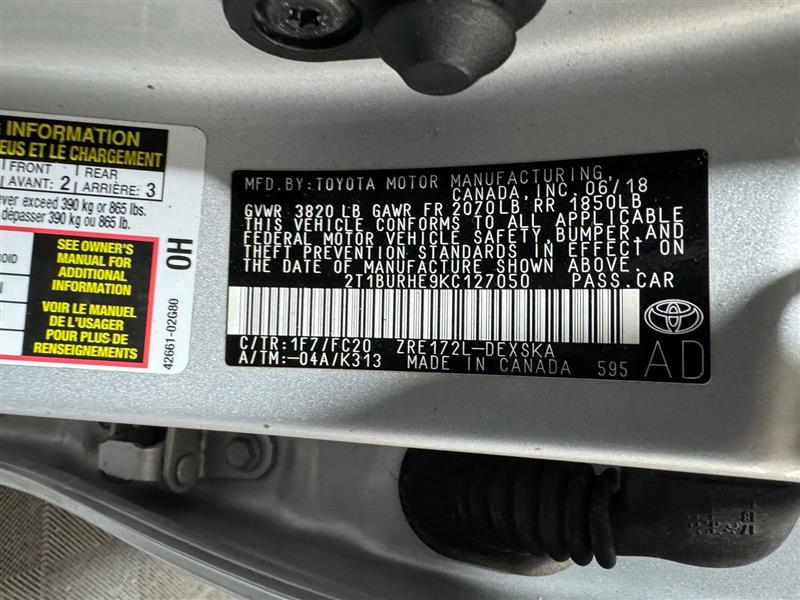 INFORMATION
EUS ET LE CHARGEMENT
FRONT
AVANT: 2
REAR
ARRIÈRE: 3
ever exceed 390 kg or 865 lbs.
dépasser 390 kg ou 865 lb.
SEE OWNER'S
MANUAL FOR
ADDITIONAL
INFORMATION
VOIR LE MANUEL
DE L'USAGER
POUR PLUS DE
RENSEIGNEMENTS
0H
42661-02G80
MFD.BY:TOYOTA MOTOR MANUFACTURING,
CANADA, INC. 06/18
GVWR 3820 LB GAWR FR 2020LB, RR 1850LB
THIS VEHICLE CONFORMS TO ALL APPLICABLE
FEDERAL MOTOR VEHICLE SAFETY, BUMPER, AND
THEFT PREVENTION STANDARDS IN EFFECT ON
THE DATE OF MANUFACTURE SHOWN ABOVE.
2T1BURHE9KC127050 PASS.CAR
C/TR:1F7/FC20 ZRE172L-DEXSKA
A/TM:-04A/K313 MADE IN CANADA 595
AD